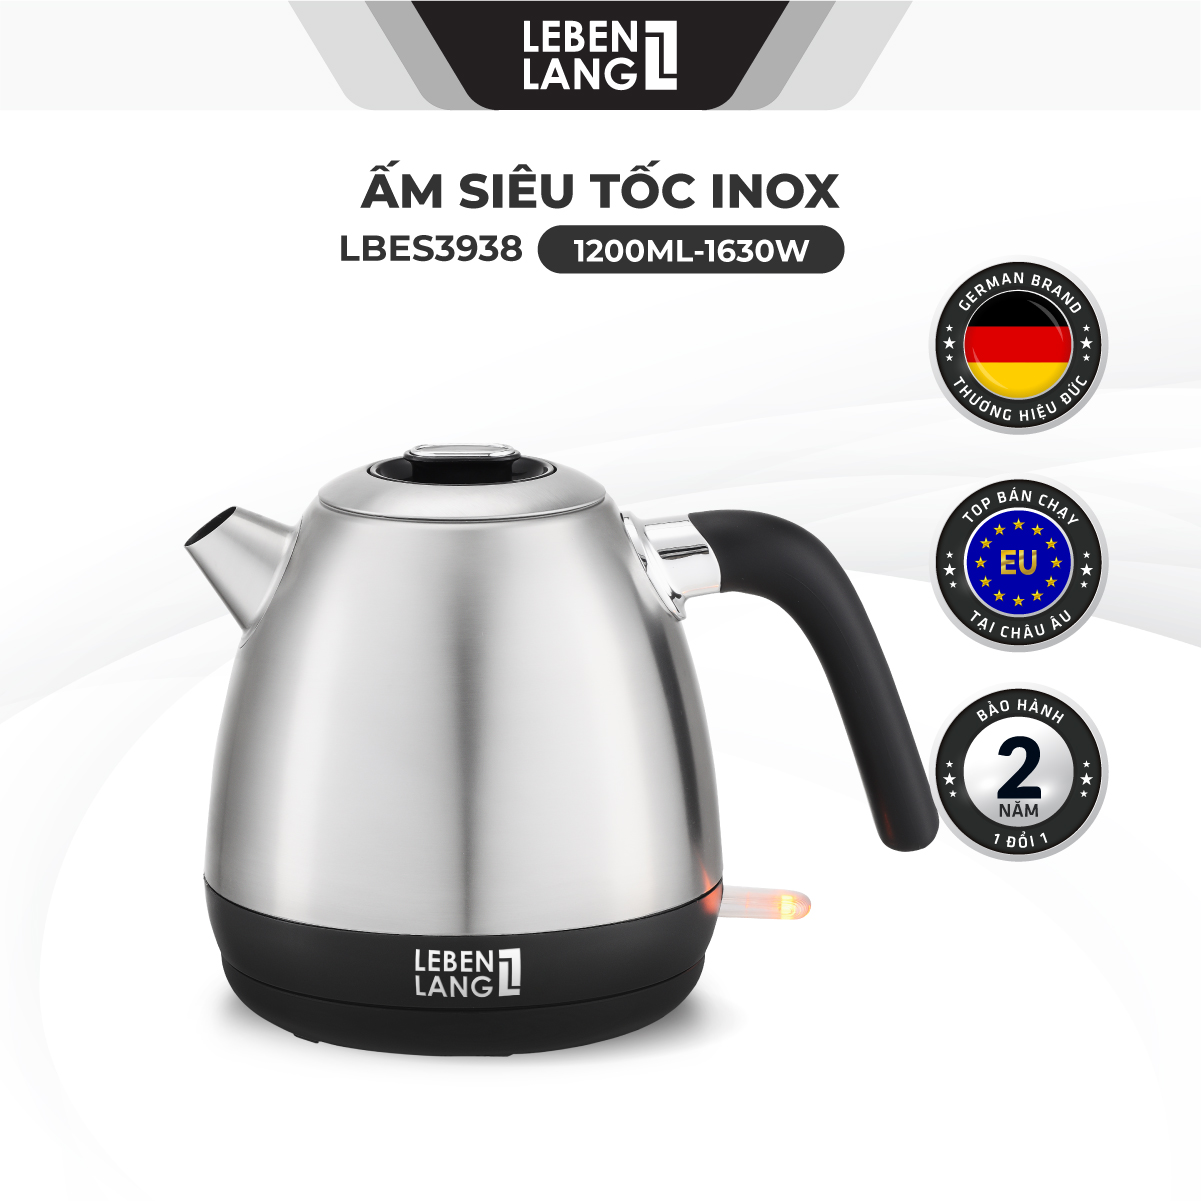 LEBEN
LANG
ẤM SIÊU TỐC INOX
LBES3938 1200ML-1630W
GERMAN BRAND
THƯƠNG HIỆU ĐỨC
TOP BÁN CHẠY
EU
TẠI CHÂU ÂU
BẢO HÀNH
2
NĂM
1 ĐỔI 1
LEBEN
LANG